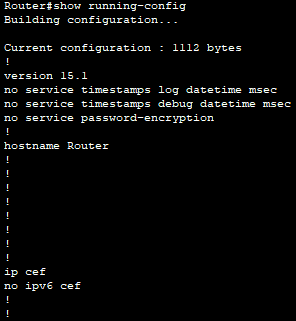 Router#show running-config
Building configuration...
Current configuration : 1112 bytes
!
version 15.1
no service timestamps log datetime msec
no service timestamps debug datetime msec
no service password-encryption
!
hostname Router
!
!
!
!
!
!
!
!
ip cef
no ipv6 cef
!
!